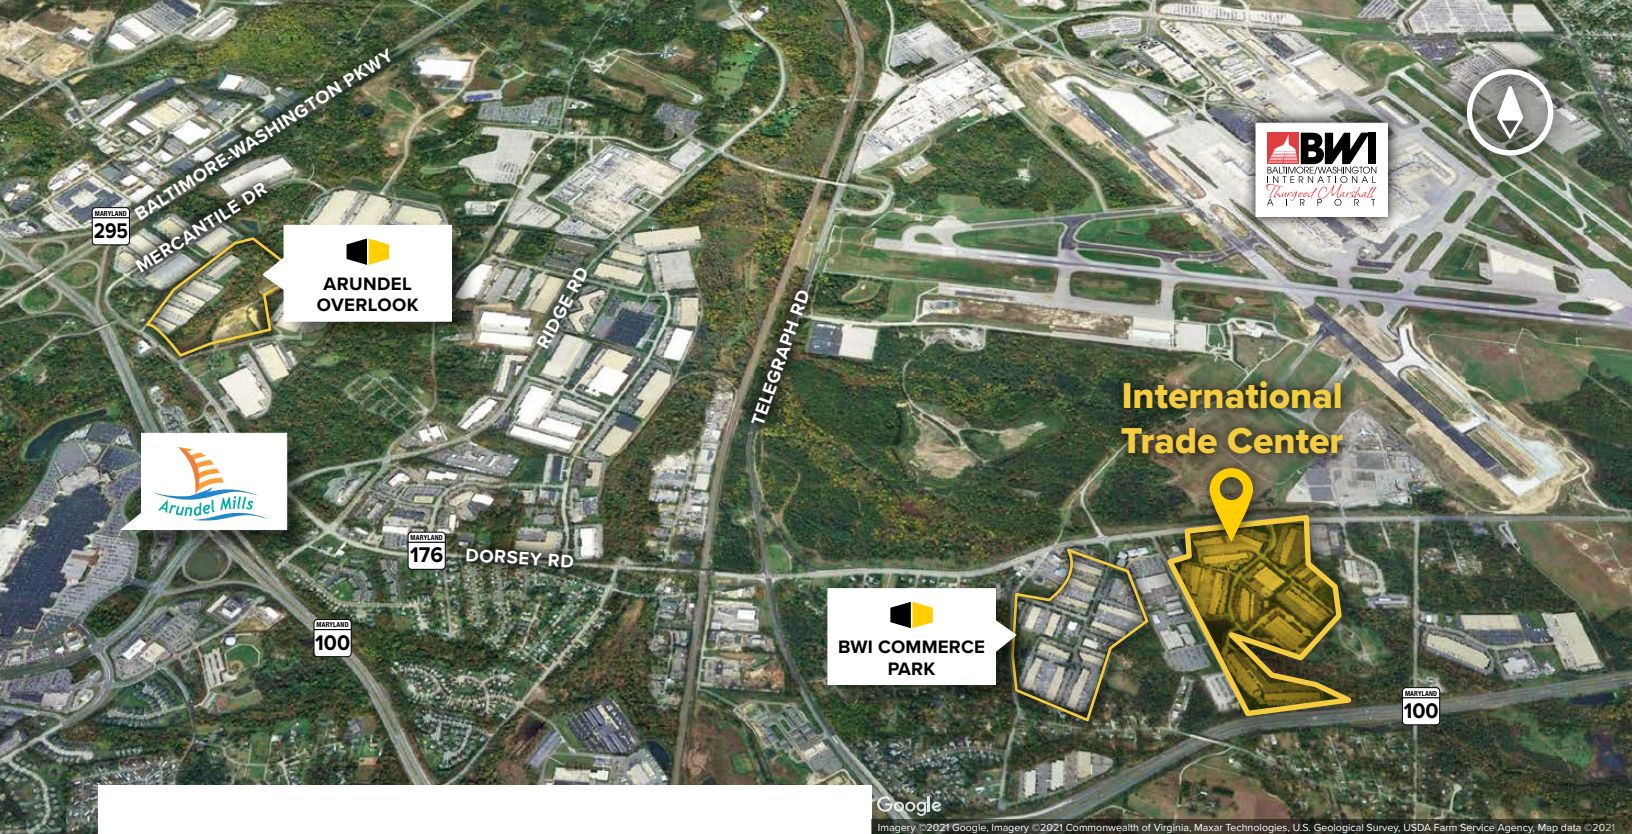 BALTIMORE-WASHINGTON PKWY
MERCANTILE DR
MARYLAND
295
ARUNDEL
OVERLOOK
BWI
BALTIMORE/WASHINGTON
INTERNATIONAL
Thurgood Marshall
AIRPORT
RIDGE RD
TELEGRAPH RD
International
Trade Center
Arundel Mills
MARYLAND
176
DORSEY RD
MARYLAND
100
BWI COMMERCE
PARK
MARYLAND
100
Google
Imagery ©2021 Google, Imagery ©2021 Commonwealth of Virginia, Maxar Technologies, U.S. Geological Survey, USDA Farm Service Agency, Map data ©2021